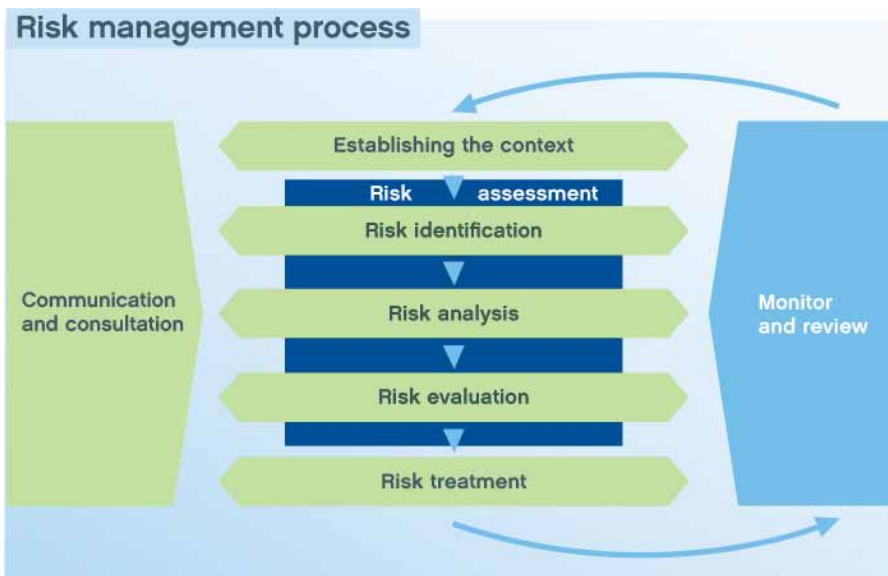 Risk management process
Establishing the context
Risk assessment
Risk identification
Communication
and consultation
Risk analysis
Monitor
and review
Risk evaluation
Risk treatment